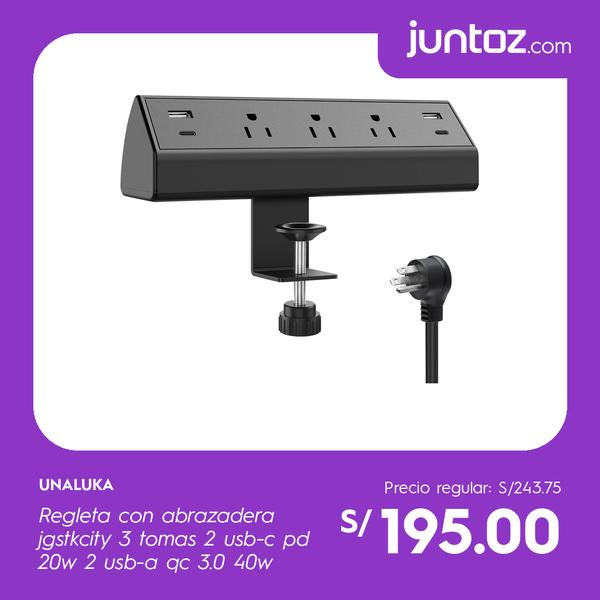 juntoz.com
UNALUKA
Regleta con abrazadera
jgstkcity 3 tomas 2 usb-c pd
20w 2 usb-a qc 3.0 40w
Precio regular: S/243.75
S/195.00